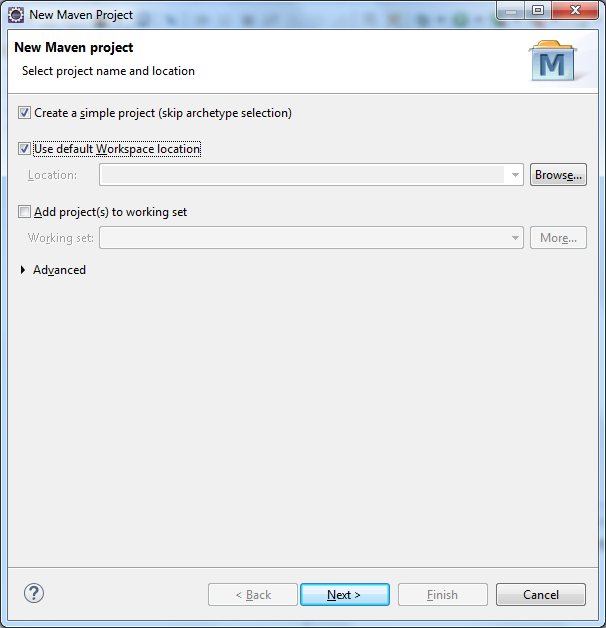 New Maven Project
New Maven project
Select project name and location
M
Create a simple project (skip archetype selection)
Use default Workspace location
Location:
Browse...
Add project(s) to working set
Working set:
More...
Advanced
?
< Back
Next >
Finish
Cancel